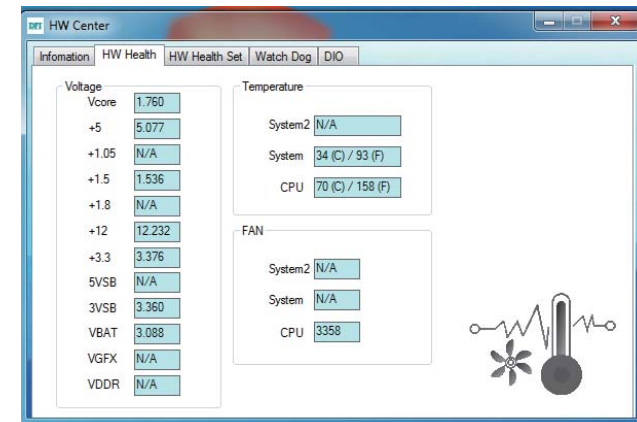 DFI HW Center
Infomation HW Health HW Health Set Watch Dog DIO
Voltage
Vcore 1.760
+5 5.077
+1.05 N/A
+1.5 1.536
+1.8 N/A
+12 12.232
+3.3 3.376
5VSB N/A
3VSB 3.360
VBAT 3.088
VGFX N/A
VDDR N/A
Temperature
System2 N/A
System 34 (C) / 93 (F)
CPU 70 (C) / 158 (F)
FAN
System2 N/A
System N/A
CPU 3358